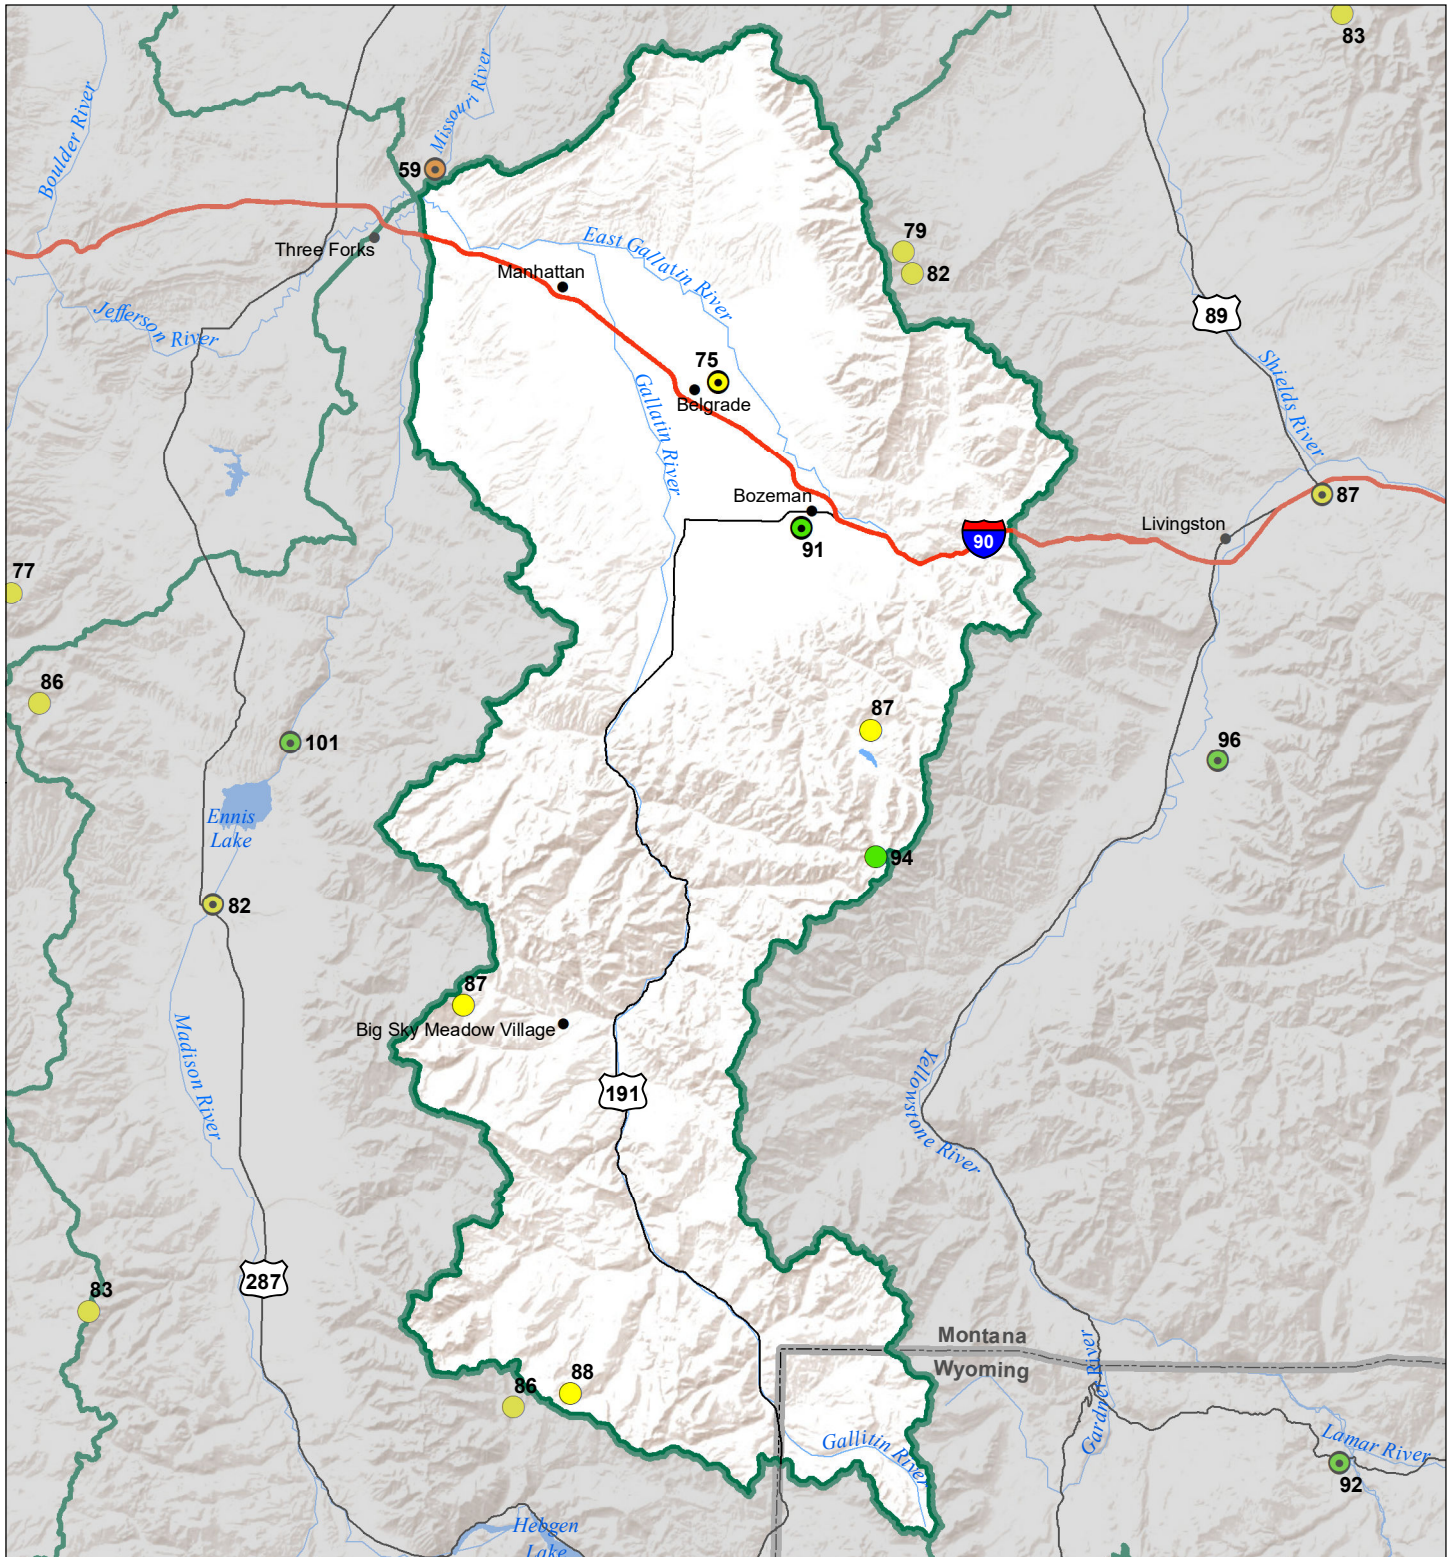 83
Boulder River
Missouri River
59
Three Forks
East Gallatin River
79
82
Manhattan
89
Jefferson River
Shields River
75
Belgrade
Gallatin River
Bozeman
91
90
Livingston
87
77
86
87
101
96
Ennis
Lake
94
82
87
Big Sky Meadow Village
Madison River
191
Yellowstone River
287
83
Montana
Wyoming
Gardner River
88
86
Gallitin River
Lamar River
92
Hebgen
Lake